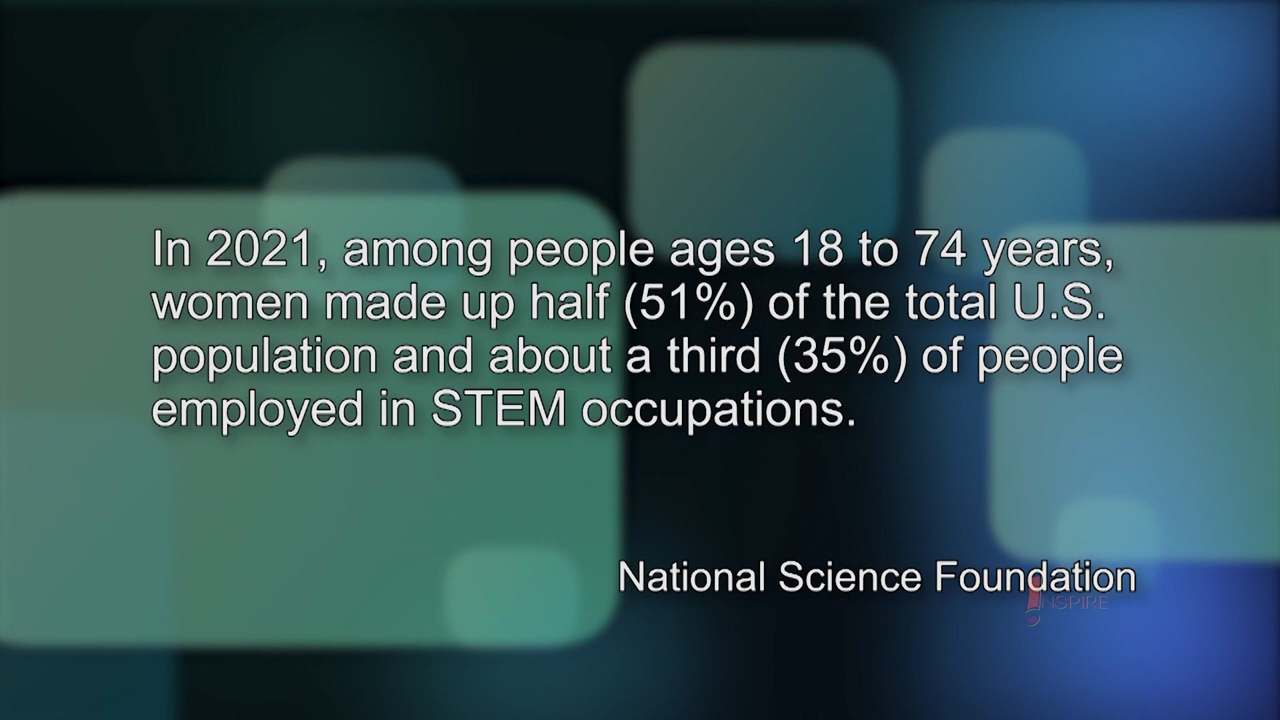 In 2021, among people ages 18 to 74 years,
women made up half (51%) of the total U.S.
population and about a third (35%) of people
employed in STEM occupations.
National Science Foundation
!NSPIRE